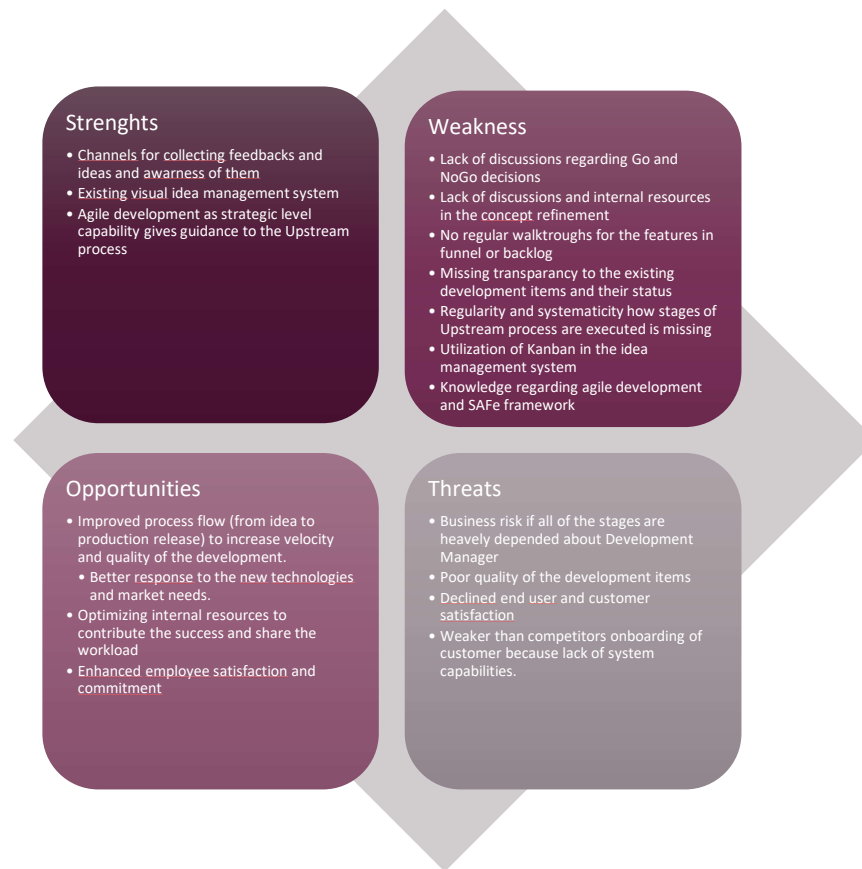 Strenghts
• Channels for collecting feedbacks and
ideas and awarness of them
• Existing visual idea management system
• Agile development as strategic level
capability gives guidance to the Upstream
process
Weakness
• Lack of discussions regarding Go and
NoGo decisions
• Lack of discussions and internal resources
in the concept refinement
• No regular walktroughs for the features in
funnel or backlog
• Missing transparancy to the existing
development items and their status
• Regularity and systematicity how stages of
Upstream process are executed is missing
• Utilization of Kanban in the idea
management system
• Knowledge regarding agile development
and SAFe framework
Opportunities
• Improved process flow (from idea to
production release) to increase velocity
and quality of the development.
• Better response to the new technologies
and market needs.
• Optimizing internal resources to
contribute the success and share the
workload
• Enhanced employee satisfaction and
commitment
Threats
• Business risk if all of the stages are
heavely depended about Development
Manager
• Poor quality of the development items
• Declined end user and customer
satisfaction
• Weaker than competitors onboarding of
customer because lack of system
capabilities.